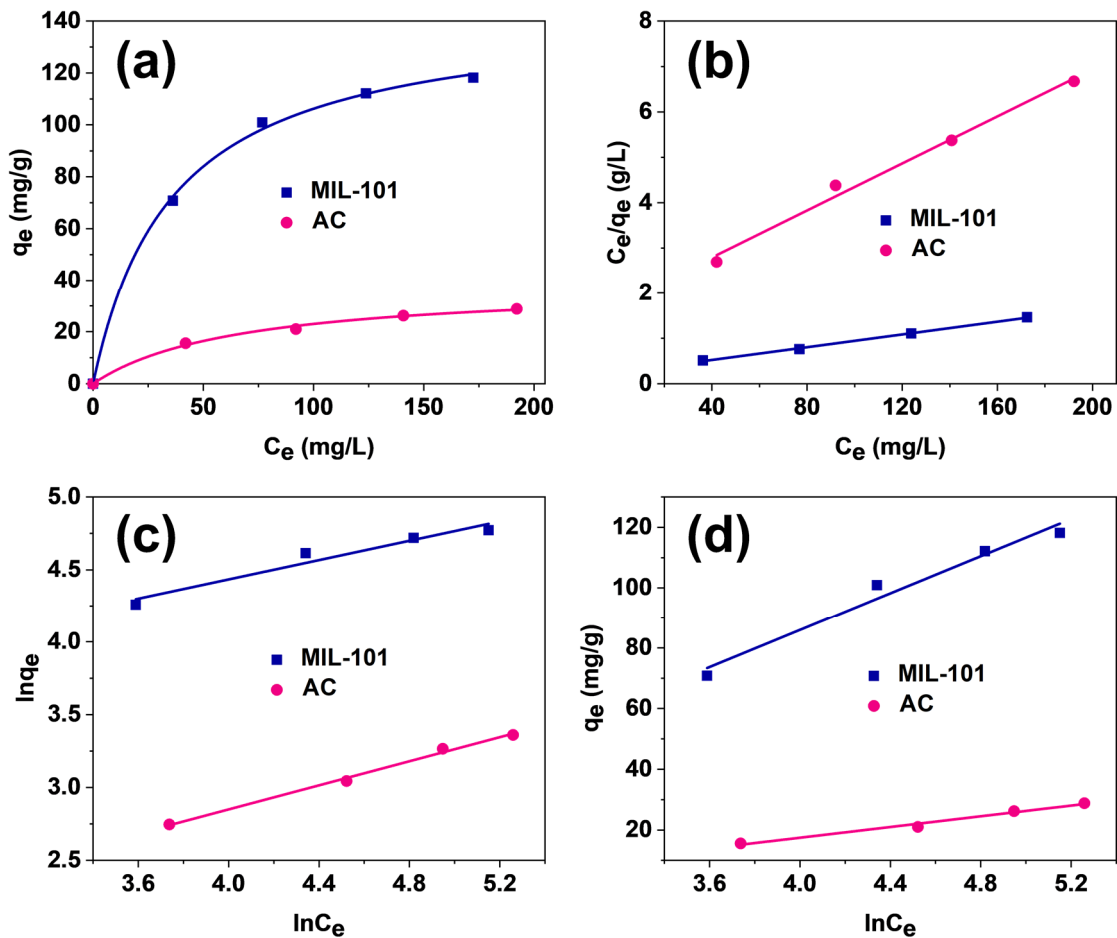 (a)
140
120
100
80
60
40
20
0
qe (mg/g)
MIL-101
AC
0 50 100 150 200
Ce (mg/L)
(b)
8
6
4
2
0
Ce/qe (g/L)
MIL-101
AC
40 80 120 160 200
Ce (mg/L)
(c)
5.0
4.5
4.0
3.5
3.0
2.5
lnqe
MIL-101
AC
3.6 4.0 4.4 4.8 5.2
lnCe
(d)
120
100
80
60
40
20
qe (mg/g)
MIL-101
AC
3.6 4.0 4.4 4.8 5.2
lnCe